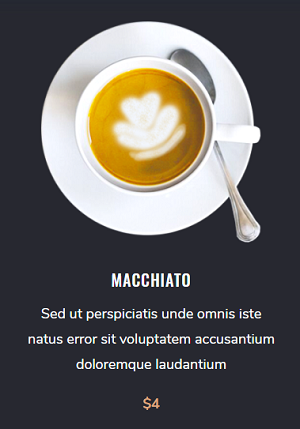 MACCHIATO
Sed ut perspiciatis unde omnis iste
natus error sit voluptatem accusantium
doloremque laudantium
$4